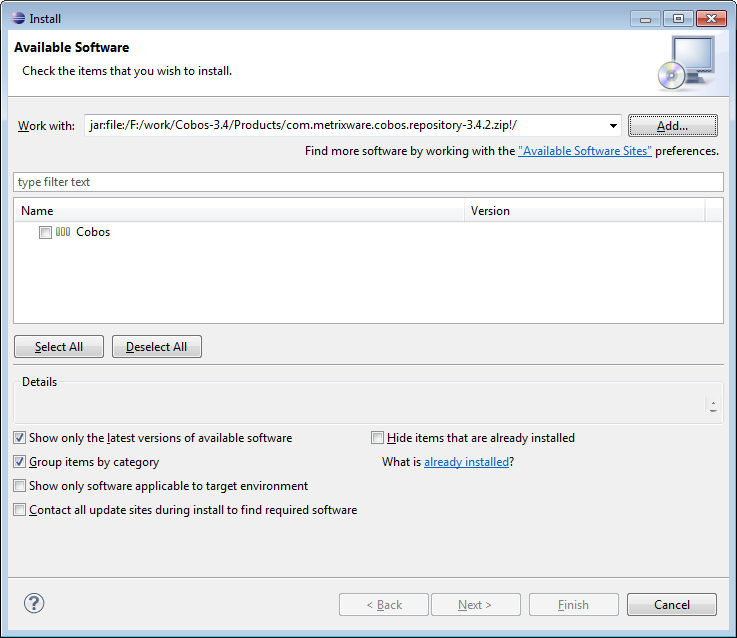 Install
Available Software
Check the items that you wish to install.
Work with: jar:file:/F:/work/Cobos-3.4/Products/com.metrixware.cobos.repository-3.4.2.zip!/ Add...
Find more software by working with the "Available Software Sites" preferences.
type filter text
Name Version
Cobos
Select All Deselect All
Details
Show only the latest versions of available software Hide items that are already installed
Group items by category What is already installed?
Show only software applicable to target environment
Contact all update sites during install to find required software
? < Back Next > Finish Cancel